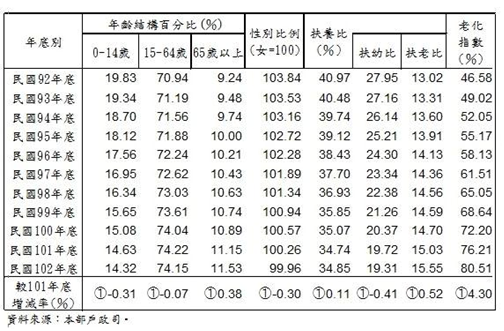 年底別 年齡結構百分比(%) 性別比例 (女=100) 扶養比 (%) 老化 指數 (%)
0-14歲 15-64歲 65歲以上 扶幼比 扶老比
民國92年底 19.83 70.94 9.24 103.84 40.97 27.95 13.02 46.58
民國93年底 19.34 71.19 9.48 103.53 40.48 27.16 13.31 49.02
民國94年底 18.70 71.56 9.74 103.16 39.74 26.14 13.60 52.05
民國95年底 18.12 71.88 10.00 102.72 39.12 25.21 13.91 55.17
民國96年底 17.56 72.24 10.21 102.28 38.43 24.30 14.13 58.13
民國97年底 16.95 72.62 10.43 101.89 37.70 23.34 14.36 61.51
民國98年底 16.34 73.03 10.63 101.34 36.93 22.38 14.56 65.05
民國99年底 15.65 73.61 10.74 100.94 35.85 21.26 14.59 68.64
民國100年底 15.08 74.04 10.89 100.57 35.07 20.37 14.70 72.20
民國101年底 14.63 74.22 11.15 100.26 34.74 19.72 15.03 76.21
民國102年底 14.32 74.15 11.53 99.96 34.85 19.31 15.55 80.51
較101年底
增減率(%) ①-0.31 ①-0.07 ①0.38 ①-0.30 ①0.11 ①-0.41 ①0.52 ①4.30
資料來源：本部戶政司。